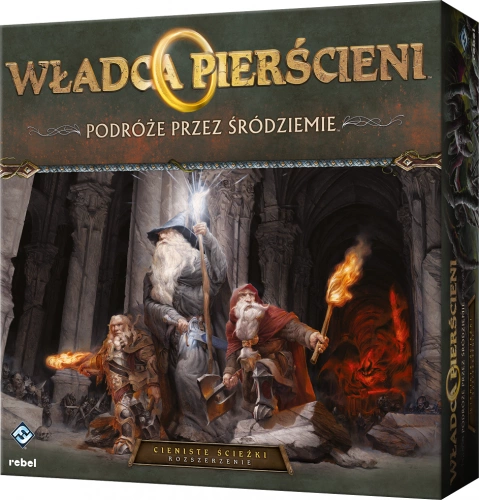 WŁADCA PIERŚCIENI
PODRÓŻE PRZEZ ŚRÓDZIEMIE
CIENISTE ŚCIEŻKI
ROZSZERZENIE
rebel
WŁADCA PIERŚCIENI
PODRÓŻE PRZEZ ŚRÓDZIEMIE